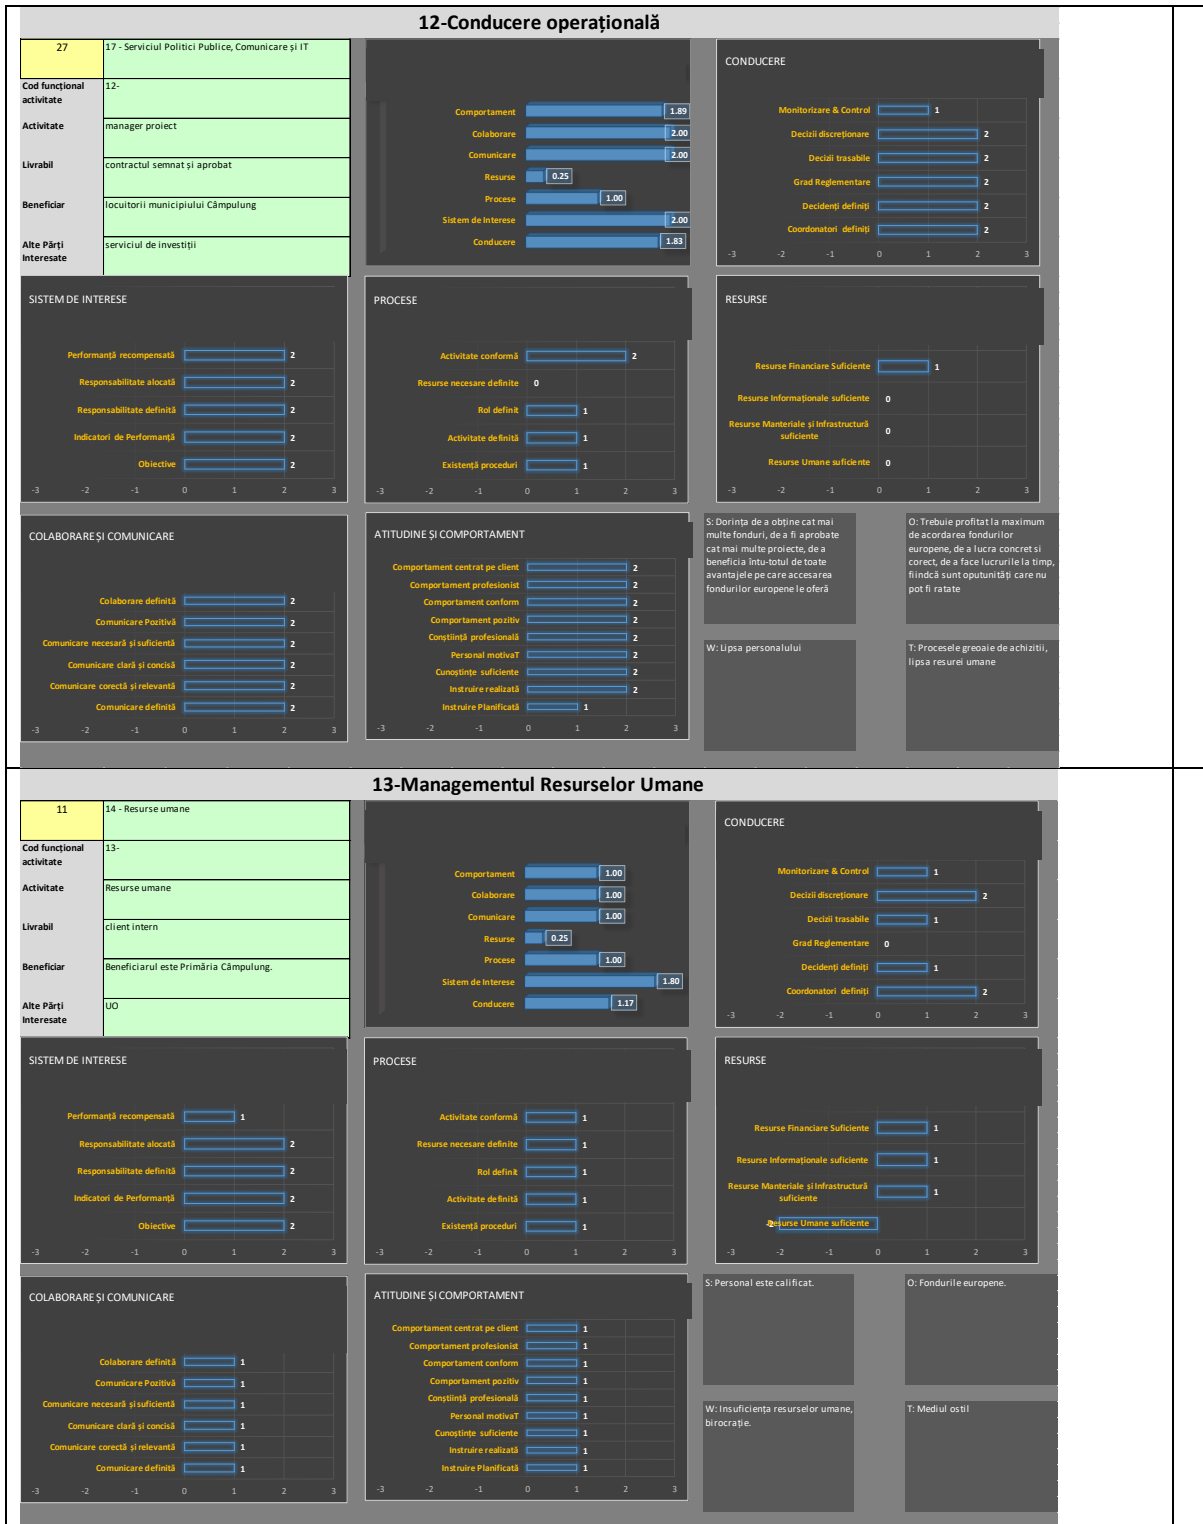 12-Conducere operațională
27
17 - Serviciul Politici Publice, Comunicare și IT
Cod funcțional
activitate
12-
Activitate
manager proiect
Livrabil
contractul semnat și aprobat
Beneficiar
locuitorii municipiului Câmpulung
Alte Părți
Interesate
serviciul de investiții
Comportament 1.89
Colaborare 2.00
Comunicare 2.00
Resurse 0.25
Procese 1.00
Sistem de Interese 2.00
Conducere 1.83
CONDUCERE
Monitorizare & Control 1
Decizii discreționare 2
Decizii trasabile 2
Grad Reglementare 2
Decidenți definiți 2
Coordonatori definiți 2
-3 -2 -1 0 1 2 3
SISTEM DE INTERESE
Performanță recompensată 2
Responsabilitate alocată 2
Responsabilitate definită 2
Indicatori de Performanță 2
Obiective 2
-3 -2 -1 0 1 2 3
PROCESE
Activitate conformă 2
Resurse necesare definite 0
Rol definit 1
Activitate definită 1
Existență proceduri 1
-3 -2 -1 0 1 2 3
RESURSE
Resurse Financiare Suficiente 1
Resurse Informaționale suficiente 0
Resurse Manteriale și Infrastructură
suficiente 0
Resurse Umane suficiente 0
-3 -2 -1 0 1 2 3
COLABORARE ȘI COMUNICARE
Colaborare definită 2
Comunicare Pozitivă 2
Comunicare necesară și suficientă 2
Comunicare clară și concisă 2
Comunicare corectă și relevantă 2
Comunicare definită 2
-3 -2 -1 0 1 2 3
ATITUDINE ȘI COMPORTAMENT
Comportament centrat pe client 2
Comportament profesionist 2
Comportament conform 2
Comportament pozitiv 2
Conștiință profesională 2
Personal motivaT 2
Cunoștințe suficiente 2
Instruire realizată 2
Instruire Planificată 1
-3 -2 -1 0 1 2 3
S: Dorința de a obține cat mai
multe fonduri, de a fi aprobate
cat mai multe proiecte, de a
beneficia întu-totul de toate
avantajele pe care accesarea
fondurilor europene le oferă
O: Trebuie profitat la maximum
de acordarea fondurilor
europene, de a lucra concret si
corect, de a face lucrurile la timp,
fiindcă sunt oputunități care nu
pot fi ratate
W: Lipsa personalului
T: Procesele greoaie de achizitii,
lipsa resurei umane
13-Managementul Resurselor Umane
11
14 - Resurse umane
Cod funcțional
activitate
13-
Activitate
Resurse umane
Livrabil
client intern
Beneficiar
Beneficiarul este Primăria Câmpulung.
Alte Părți
Interesate
UO
Comportament 1.00
Colaborare 1.00
Comunicare 1.00
Resurse 0.25
Procese 1.00
Sistem de Interese 1.80
Conducere 1.17
CONDUCERE
Monitorizare & Control 1
Decizii discreționare 2
Decizii trasabile 1
Grad Reglementare 0
Decidenți definiți 1
Coordonatori definiți 2
-3 -2 -1 0 1 2 3
SISTEM DE INTERESE
Performanță recompensată 1
Responsabilitate alocată 2
Responsabilitate definită 2
Indicatori de Performanță 2
Obiective 2
-3 -2 -1 0 1 2 3
PROCESE
Activitate conformă 1
Resurse necesare definite 1
Rol definit 1
Activitate definită 1
Existență proceduri 1
-3 -2 -1 0 1 2 3
RESURSE
Resurse Financiare Suficiente 1
Resurse Informaționale suficiente 1
Resurse Manteriale și Infrastructură
suficiente 1
-2 Resurse Umane suficiente
-3 -2 -1 0 1 2 3
COLABORARE ȘI COMUNICARE
Colaborare definită 1
Comunicare Pozitivă 1
Comunicare necesară și suficientă 1
Comunicare clară și concisă 1
Comunicare corectă și relevantă 1
Comunicare definită 1
-3 -2 -1 0 1 2 3
ATITUDINE ȘI COMPORTAMENT
Comportament centrat pe client 1
Comportament profesionist 1
Comportament conform 1
Comportament pozitiv 1
Conștiință profesională 1
Personal motivaT 1
Cunoștințe suficiente 1
Instruire realizată 1
Instruire Planificată 1
-3 -2 -1 0 1 2 3
S: Personal este calificat.
O: Fondurile europene.
W: Insuficiența resurselor umane,
birocrație.
T: Mediul ostil